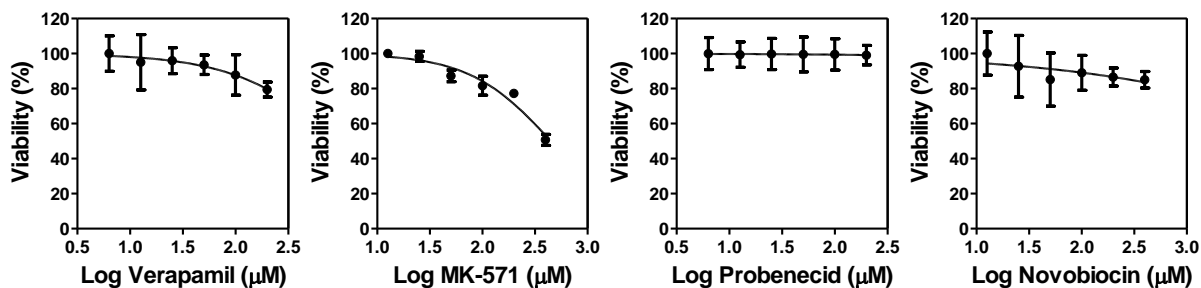 120
100
80
60
40
20
0
Viability (%)
0.5 1.0 1.5 2.0 2.5
Log Verapamil (μM)
120
100
80
60
40
20
0
Viability (%)
1.0 1.5 2.0 2.5 3.0
Log MK-571 (μM)
120
100
80
60
40
20
0
Viability (%)
0.5 1.0 1.5 2.0 2.5
Log Probenecid (μM)
120
100
80
60
40
20
0
Viability (%)
1.0 1.5 2.0 2.5 3.0
Log Novobiocin (μM)